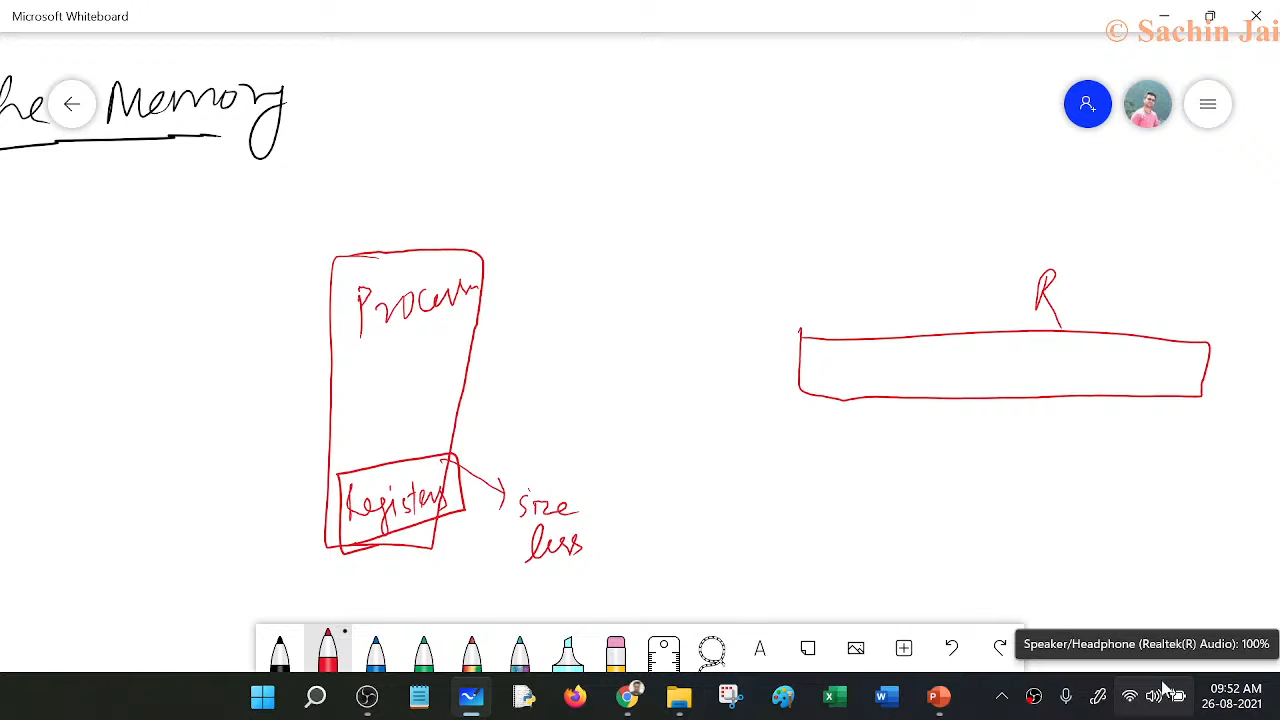 Microsoft Whiteboard
© Sachin Jai
he Memory
R
Registers
size
less
A
Speaker/Headphone (Realtek(R) Audio): 100%
09:52 AM
26-08-2021